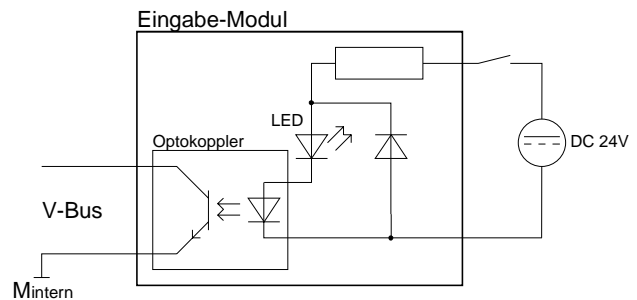 Eingabe-Modul
LED
Optokoppler
DC 24V
V-Bus
Mintern